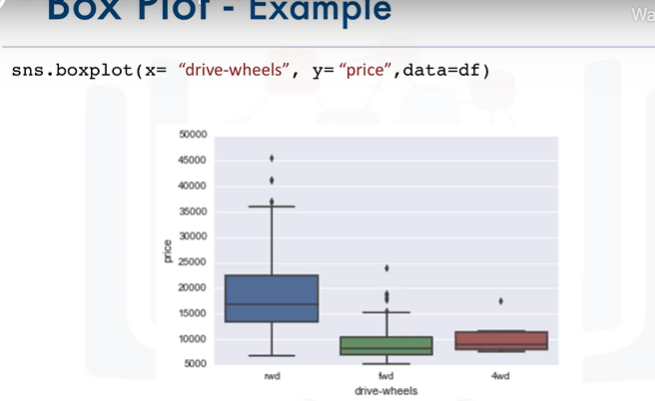 Box Plot - Example
Wa
sns.boxplot(x= “drive-wheels”, y= “price”,data=df)
50000
45000
40000
35000
30000
25000
20000
15000
10000
5000
price
rwd
fwd
4wd
drive-wheels